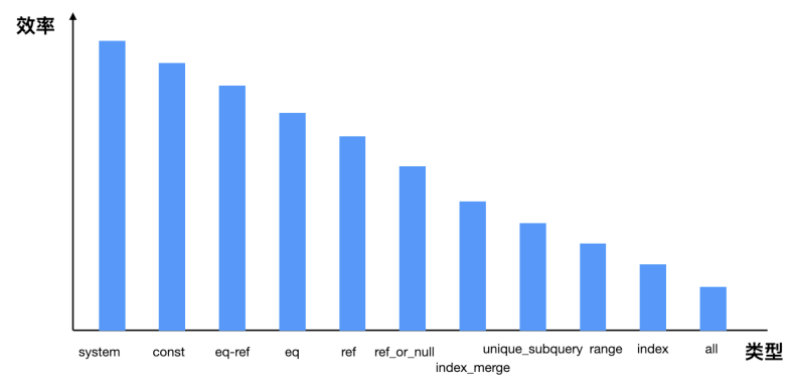 效率
system const eq-ref eq ref ref_or_null index_merge unique_subquery range index all
类型